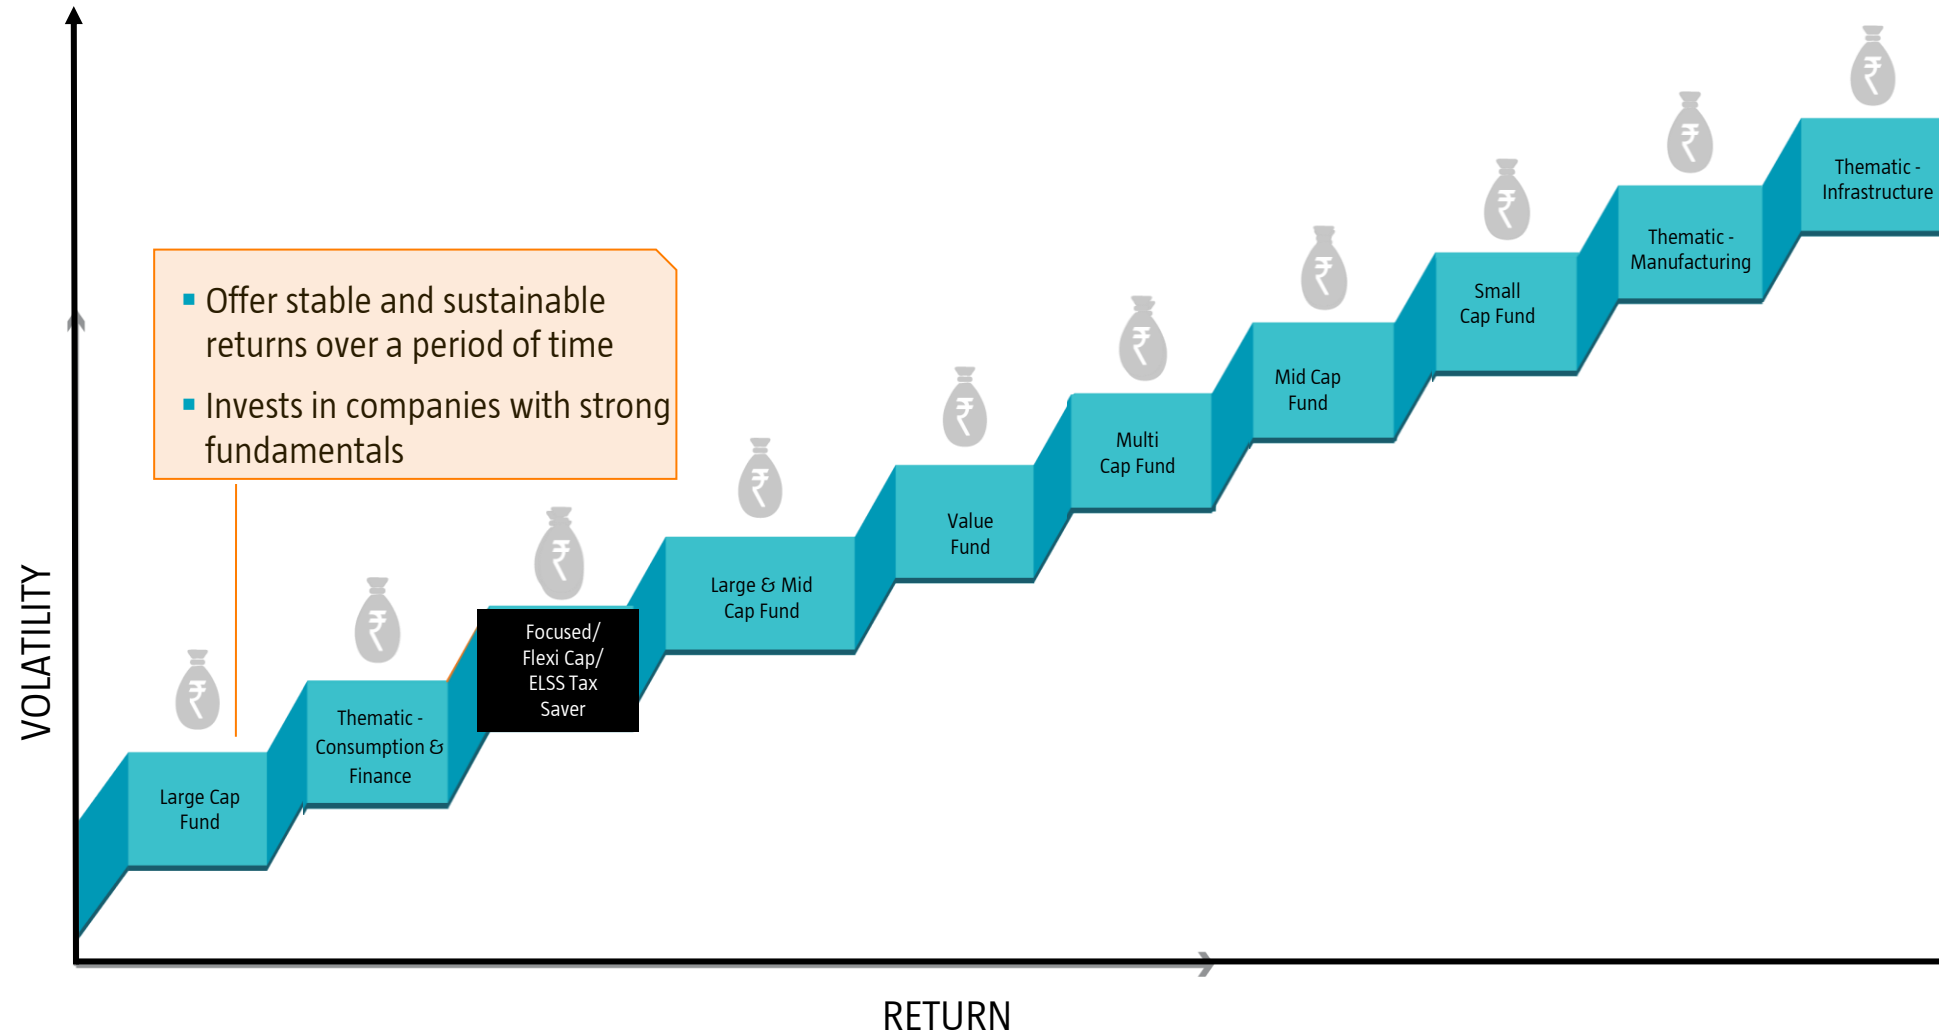 VOLATILITY
▪ Offer stable and sustainable
returns over a period of time
▪ Invests in companies with strong
fundamentals
Large Cap
Fund
Thematic -
Consumption &
Finance
Focused/
Flexi Cap/
ELSS Tax
Saver
Large & Mid
Cap Fund
Value
Fund
Multi
Cap Fund
Mid Cap
Fund
Small
Cap Fund
Thematic -
Manufacturing
Thematic -
Infrastructure
₹
₹
₹
₹
₹
₹
₹
₹
₹
₹
RETURN